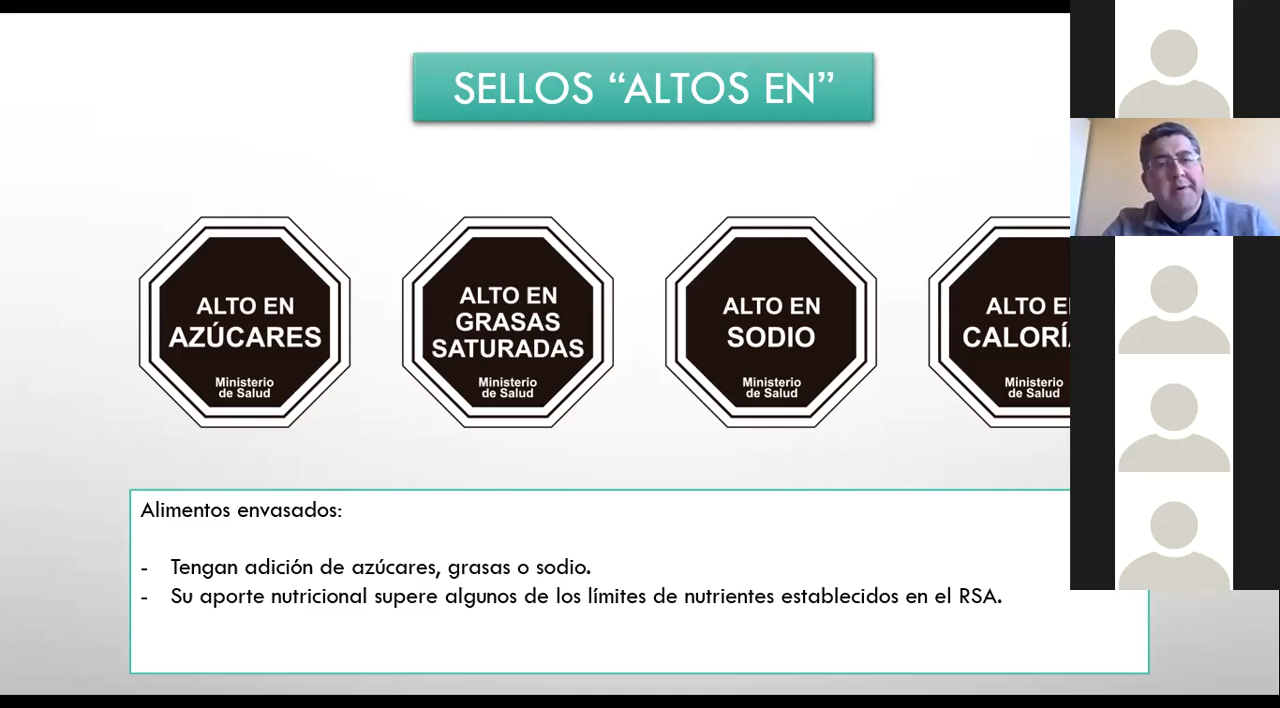 SELLOS “ALTOS EN”
ALTO EN
AZÚCARES
Ministerio
de Salud
ALTO EN
GRASAS
SATURADAS
Ministerio
de Salud
ALTO EN
SODIO
Ministerio
de Salud
ALTO
Ministerio
de Salud
Alimentos envasados:
- Tengan adición de azúcares, grasas o sodio.
- Su aporte nutricional supere algunos de los límites de nutrientes establecidos en el RSA.